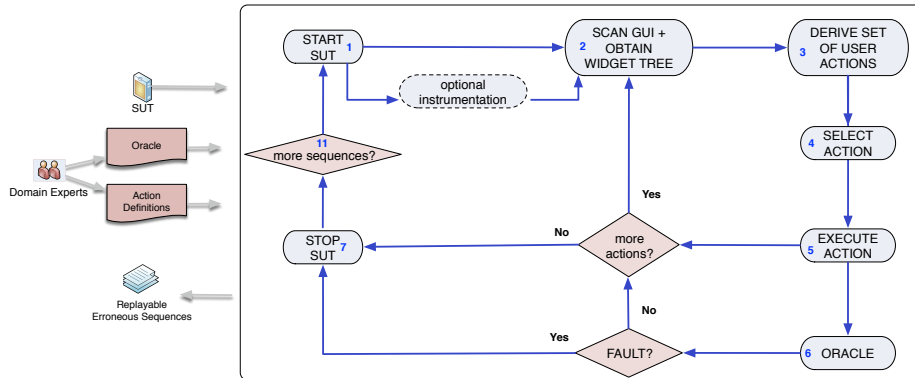 START
SUT
1
2
SCAN GUI +
OBTAIN
WIDGET TREE
3
DERIVE SET
OF USER
ACTIONS
optional
instrumentation
SUT
Oracle
Domain Experts
Action
Definitions
11
more sequences?
4
SELECT
ACTION
Yes
No
STOP
SUT
7
more
actions?
5
EXECUTE
ACTION
Replayable
Erroneous Sequences
No
Yes
FAULT?
6
ORACLE